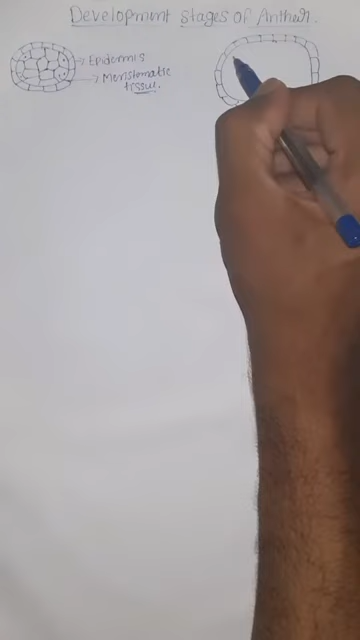 Development stages of Anther.
Epidermis
Meristematic
tissue.